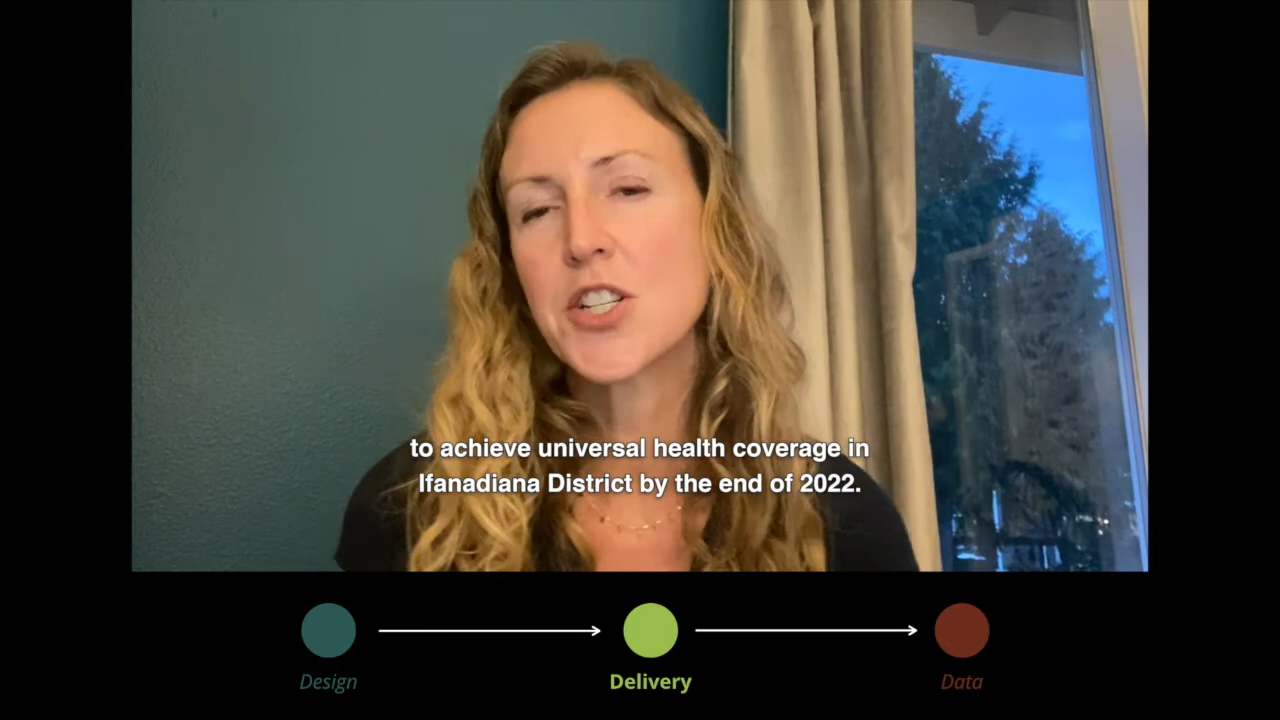 to achieve universal health coverage in
Ifanadiana District by the end of 2022.
Design
Delivery
Data